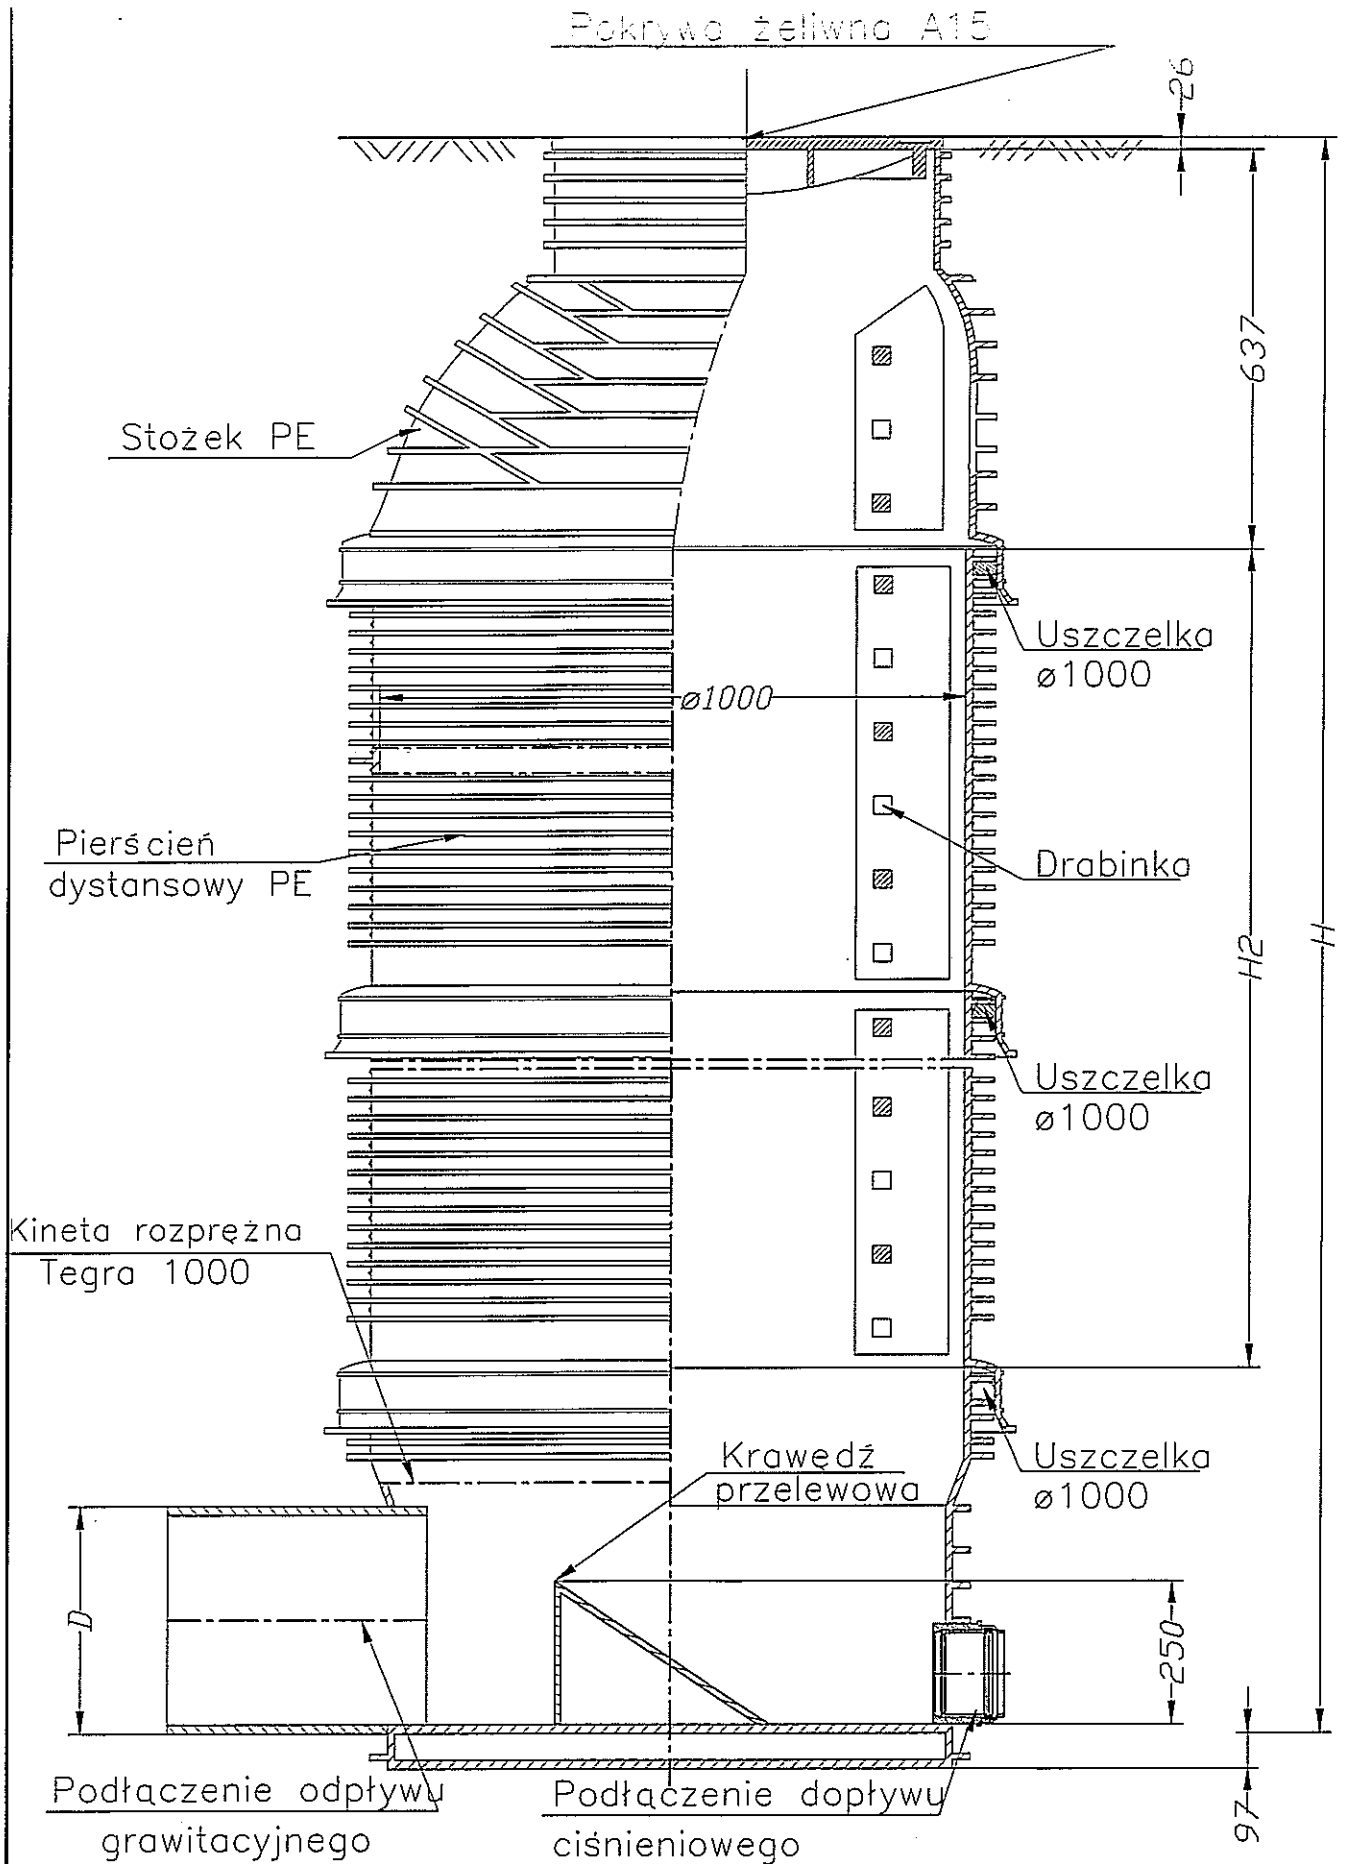 Pokrywa żeliwna A15
26
637
Stożek PE
Uszczelka
ø1000
ø1000
Pierścień
dystansowy PE
Drabinka
H2
H
Uszczelka
ø1000
Kineta rozprężna
Tegra 1000
Krawędź
przelewowa
Uszczelka
ø1000
D
250
Podłączenie odpływu
grawitacyjnego
Podłączenie dopływu
ciśnieniowego
97